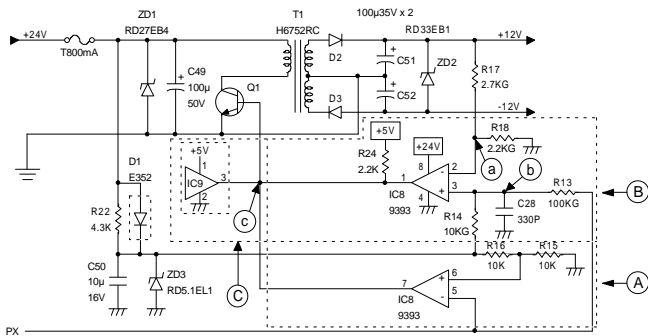 ZD1
RD27EB4
T1
H6752RC
100μ35V x 2
RD33EB1
+24V
T800mA
+12V
D2
C51
ZD2
R17
2.7KG
C49
100μ
50V
Q1
C52
D3
-12V
R18
2.2KG
+5V
R24
2.2K
+24V
a
b
D1
E352
+5V
1
IC9
3
2
c
1
IC8
9393
8
4
2
3
C28
330P
R13
100KG
B
R22
4.3K
R14
10KG
C
R16
10K
R15
10K
A
C50
10μ
16V
ZD3
RD5.1EL1
7
IC8
9393
6
5
PX